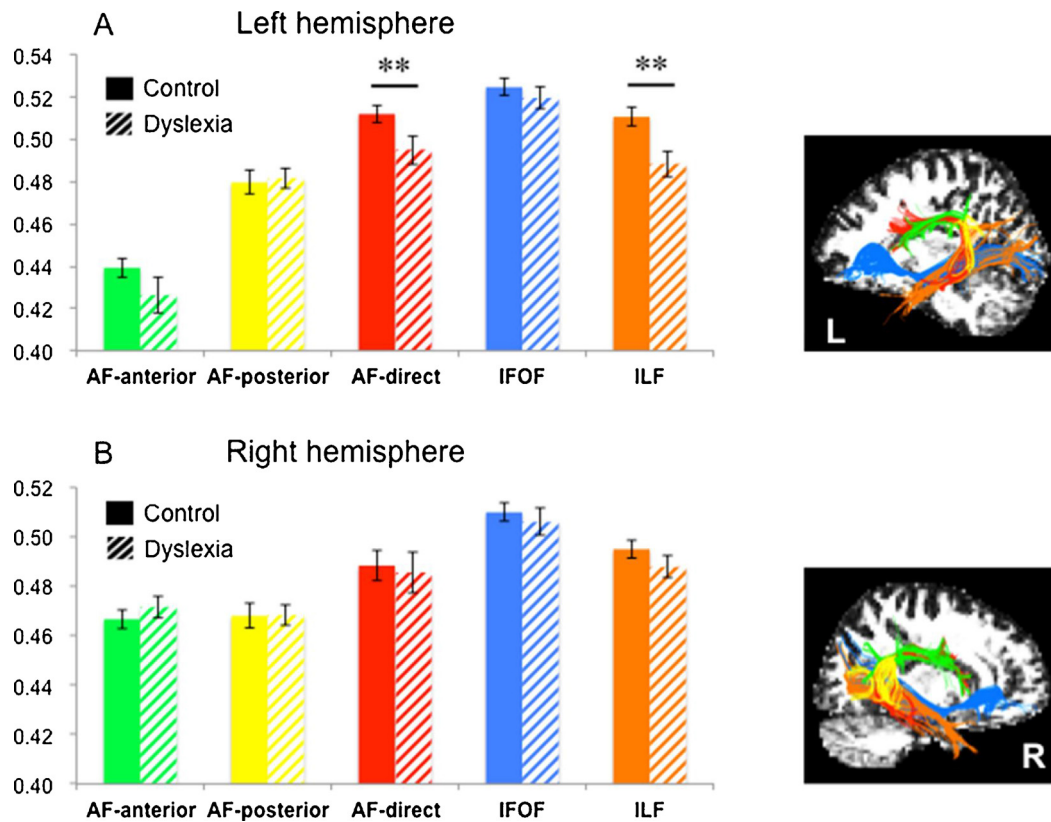 A Left hemisphere
0.54
0.52
0.50
0.48
0.46
0.44
0.42
0.40
Control
Dyslexia
**
**
AF-anterior AF-posterior AF-direct IFOF ILF
L
B Right hemisphere
0.52
0.50
0.48
0.46
0.44
0.42
0.40
Control
Dyslexia
AF-anterior AF-posterior AF-direct IFOF ILF
R